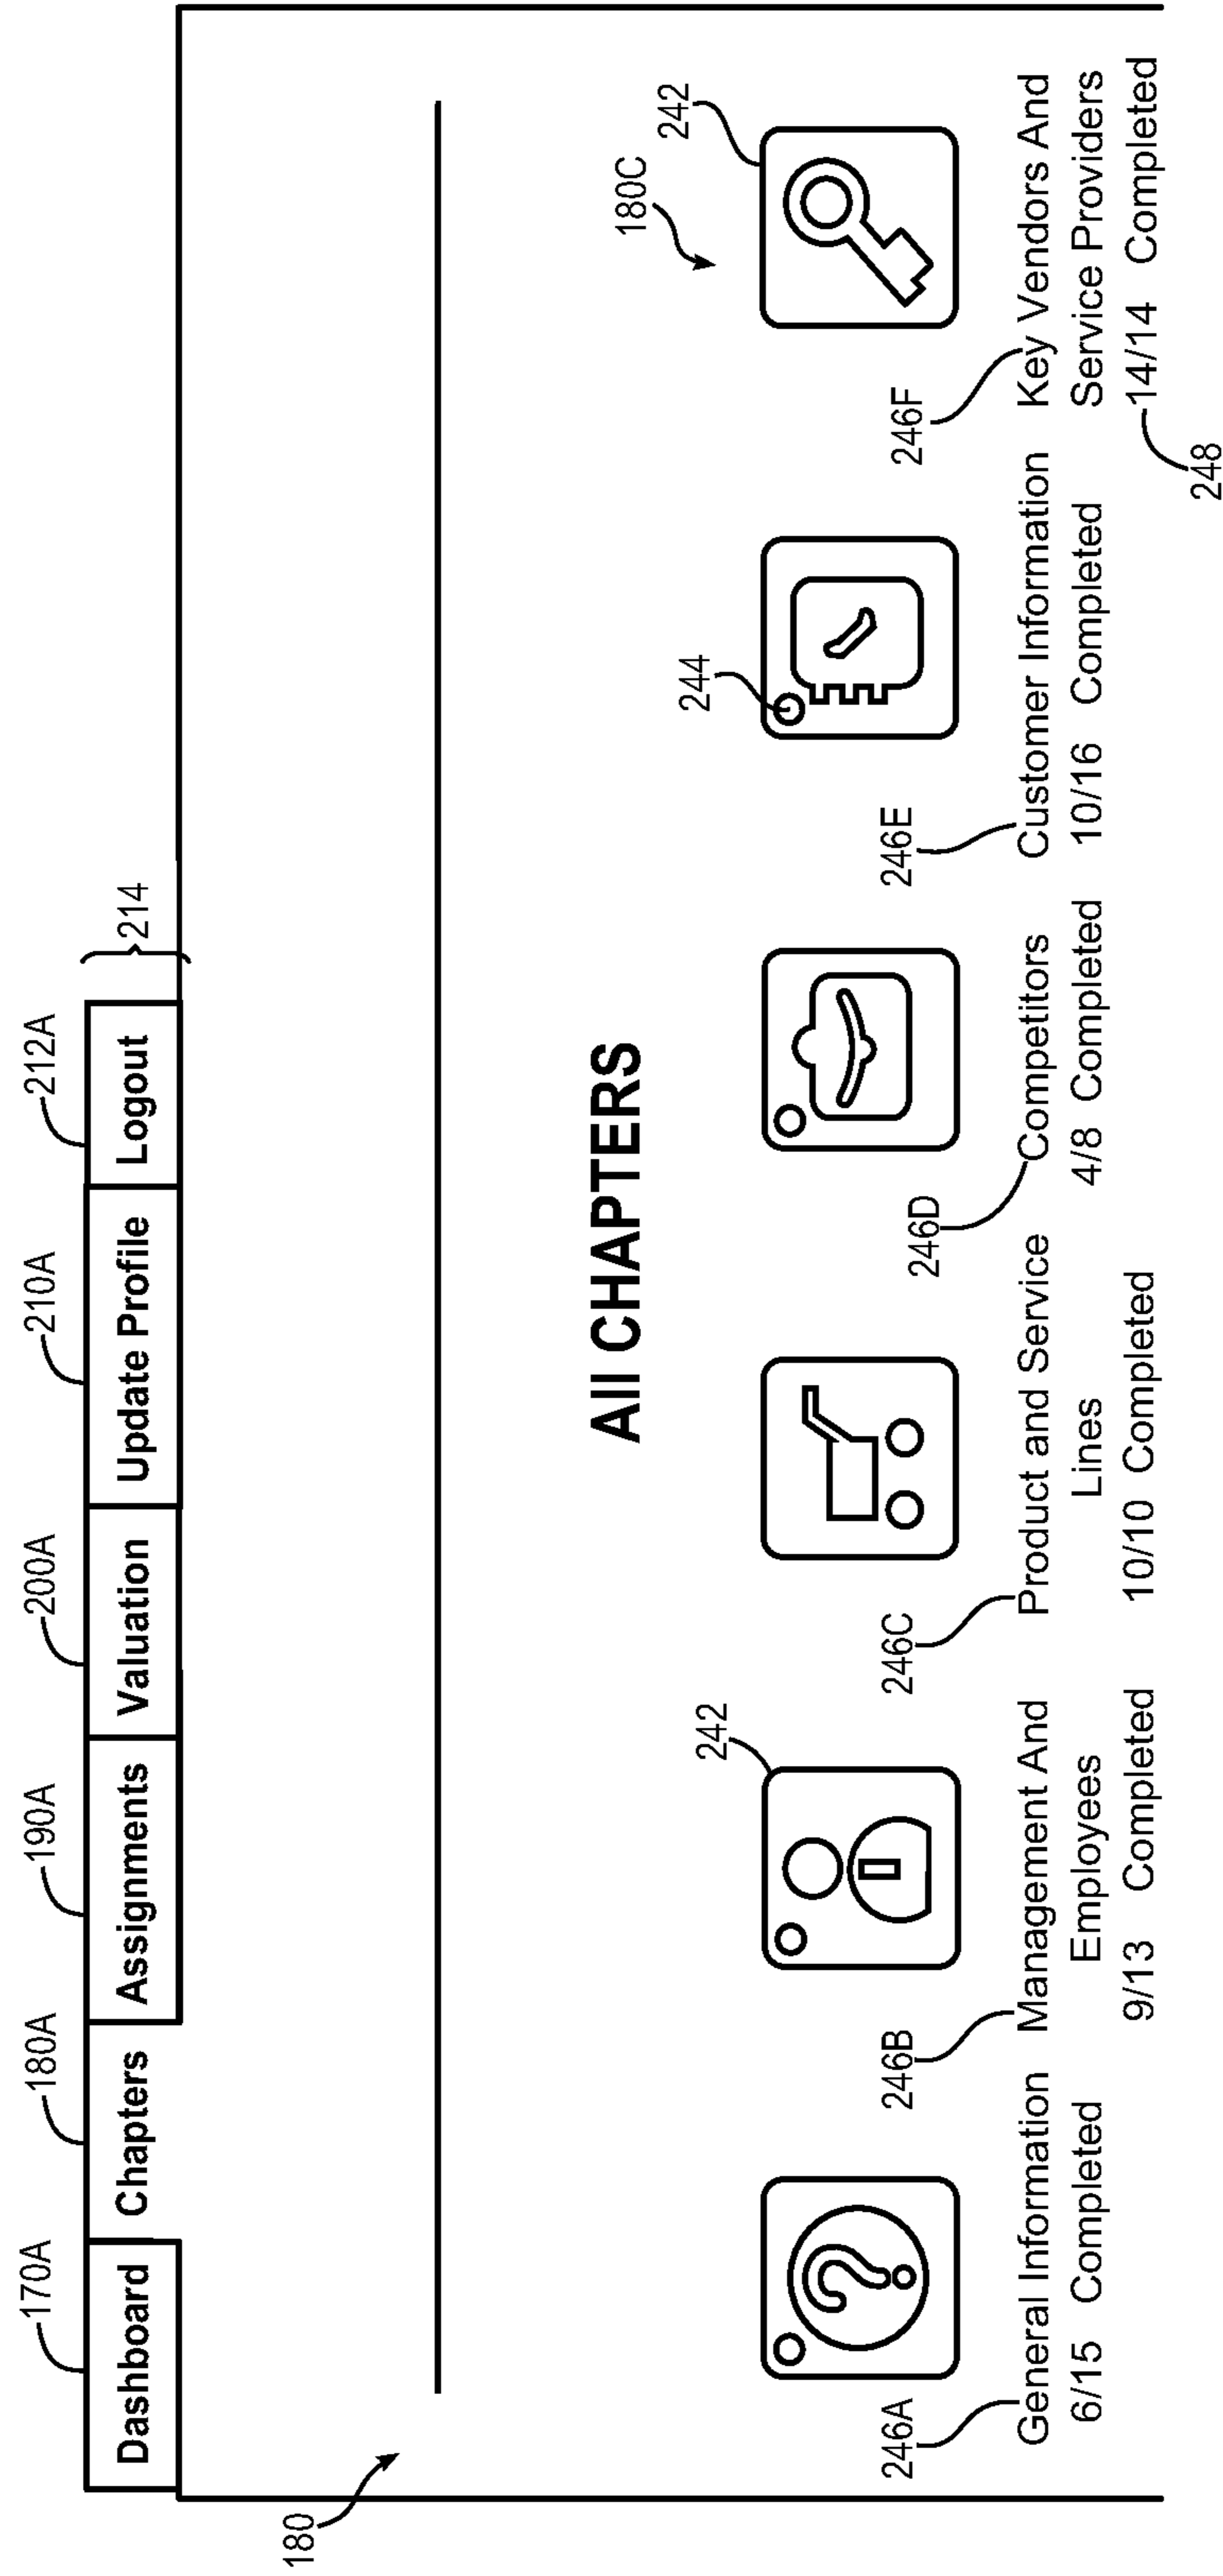 170A
180A
190A
200A
210A
212A
Dashboard
Chapters
Assignments
Valuation
Update Profile
Logout
214
180
All CHAPTERS
180C
242
244
242
246A
246B
246C
246D
246E
246F
General Information
6/15 Completed
Management And
Employees
9/13 Completed
Product and Service
Lines
10/10 Completed
Competitors
4/8 Completed
Customer Information
10/16 Completed
Key Vendors And
Service Providers
14/14 Completed
248